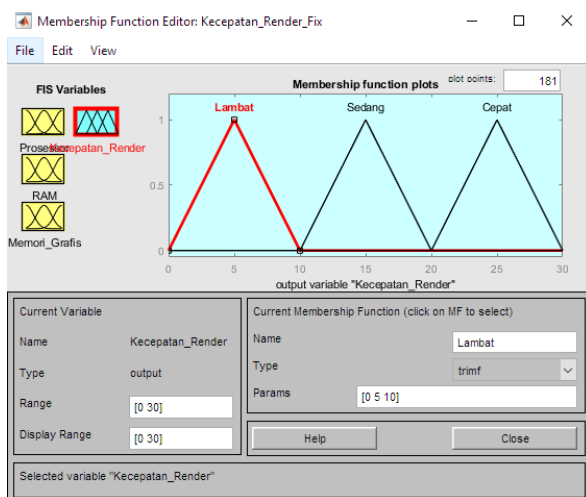 Membership Function Editor: Kecepatan_Render_Fix
File Edit View
FIS Variables
Membership function plots
plot points:
181
Prosessor
Kecepatan_Render
RAM
Memori_Grafis
Lambat
Sedang
Cepat
1
0.5
0
0 5 10 15 20 25 30
output variable "Kecepatan_Render"
Current Variable
Name Kecepatan_Render
Type output
Range [0 30]
Display Range [0 30]
Current Membership Function (click on MF to select)
Name Lambat
Type trimf
Params [0 5 10]
Help Close
Selected variable "Kecepatan_Render"